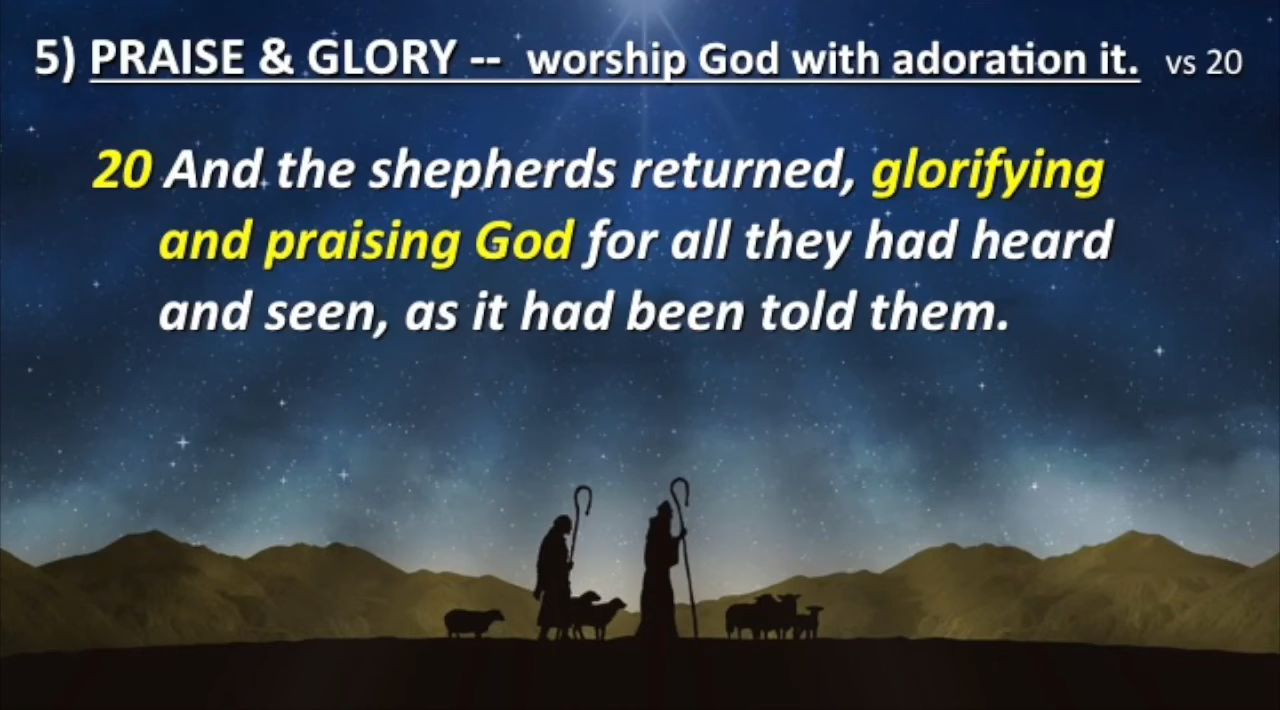 5) PRAISE & GLORY -- worship God with adoration it. vs 20
20 And the shepherds returned, glorifying
and praising God for all they had heard
and seen, as it had been told them.